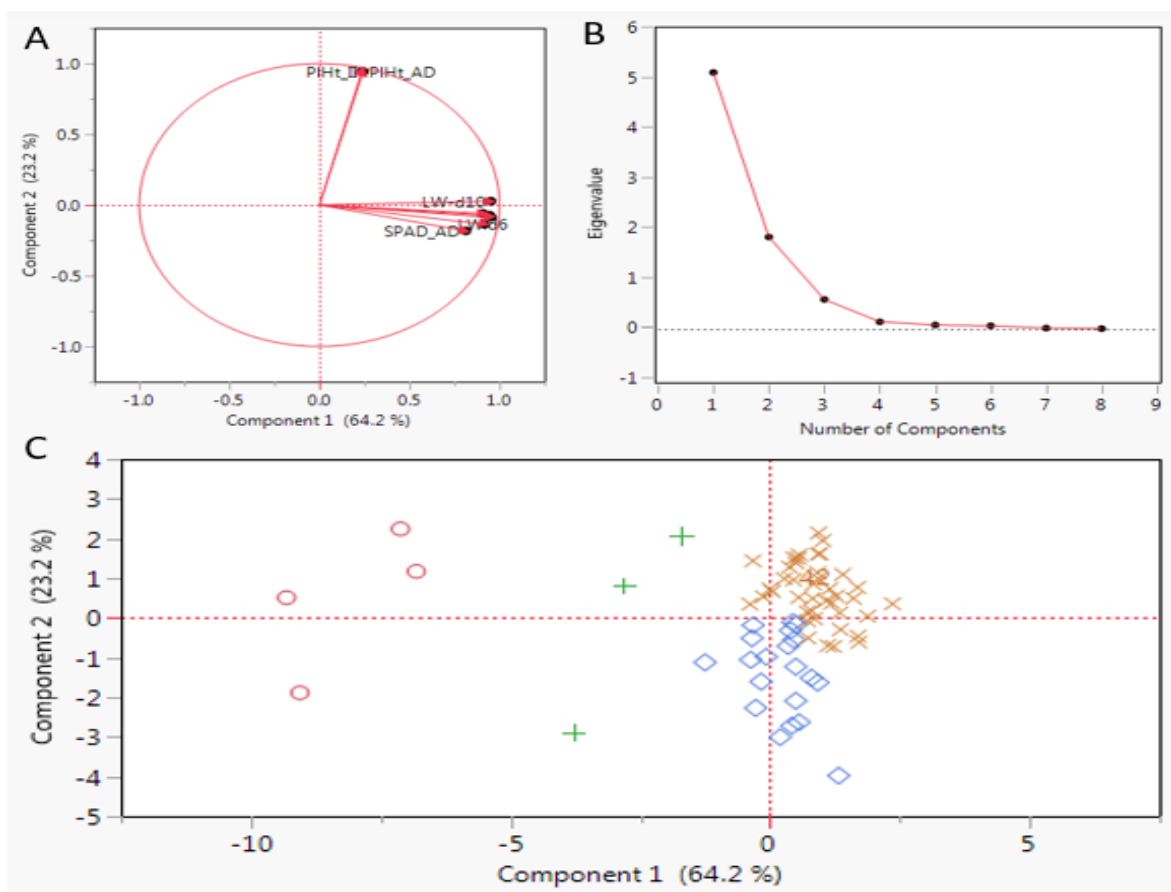 A
1.0
0.5
0.0
-0.5
-1.0
Component 2 (23.2 %)
PIHt_AD
LW-d10
SPAD_AD
-1.0 -0.5 0.0 0.5 1.0
Component 1 (64.2 %)
B
6
5
4
3
2
1
0
-1
Eigenvalue
0 1 2 3 4 5 6 7 8 9
Number of Components
C
4
3
2
1
0
-1
-2
-3
-4
-5
Component 2 (23.2 %)
-10 -5 0 5
Component 1 (64.2 %)